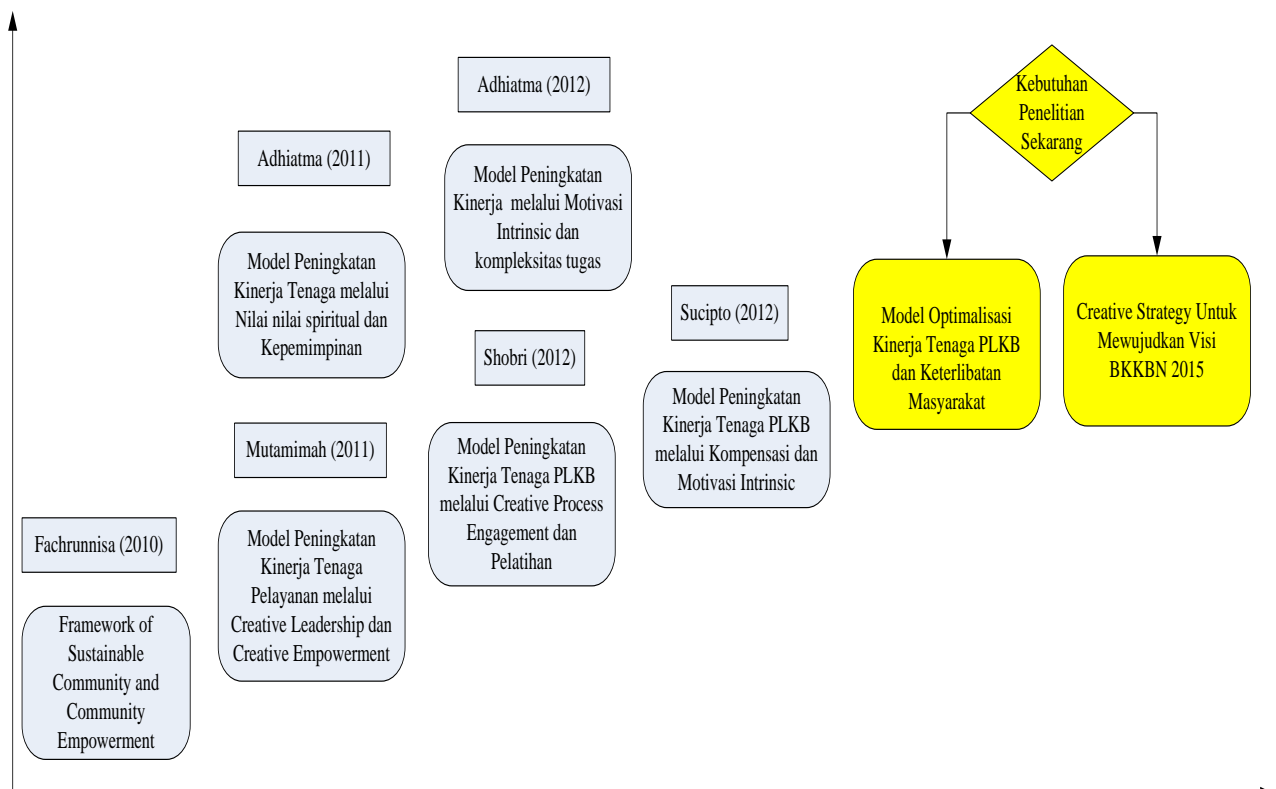 Fachrunnisa (2010)
Framework of
Sustainable
Community and
Community
Empowerment
Adhiatma (2011)
Model Peningkatan
Kinerja Tenaga melalui
Nilai nilai spiritual dan
Kepemimpinan
Mutamimah (2011)
Model Peningkatan
Kinerja Tenaga
Pelayanan melalui
Creative Leadership dan
Creative Empowerment
Adhiatma (2012)
Model Peningkatan
Kinerja melalui Motivasi
Intrinsic dan
kompleksitas tugas
Shobri (2012)
Model Peningkatan
Kinerja Tenaga PLKB
melalui Creative Process
Engagement dan
Pelatihan
Sucipto (2012)
Model Peningkatan
Kinerja Tenaga PLKB
melalui Kompensasi dan
Motivasi Intrinsic
Kebutuhan
Penelitian
Sekarang
Model Optimalisasi
Kinerja Tenaga PLKB
dan Keterlibatan
Masyarakat
Creative Strategy Untuk
Mewujudkan Visi
BKKBN 2015